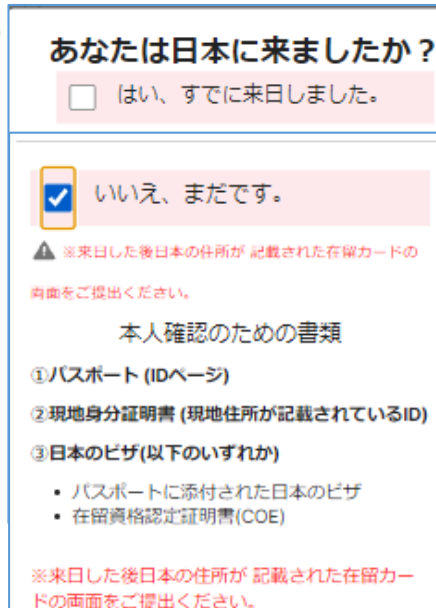 あなたは日本に来ましたか？
はい、すでに来日しました。
いいえ、まだです。
※来日した後日本の住所が 記載された在留カードの
両面をご提出ください。
本人確認のための書類
①パスポート (IDページ)
②現地身分証明書 (現地住所が記載されているID)
③日本のビザ(以下のいずれか)
• パスポートに添付された日本のビザ
• 在留資格認定証明書(COE)
※来日した後日本の住所が 記載された在留カー
ドの両面をご提出ください。